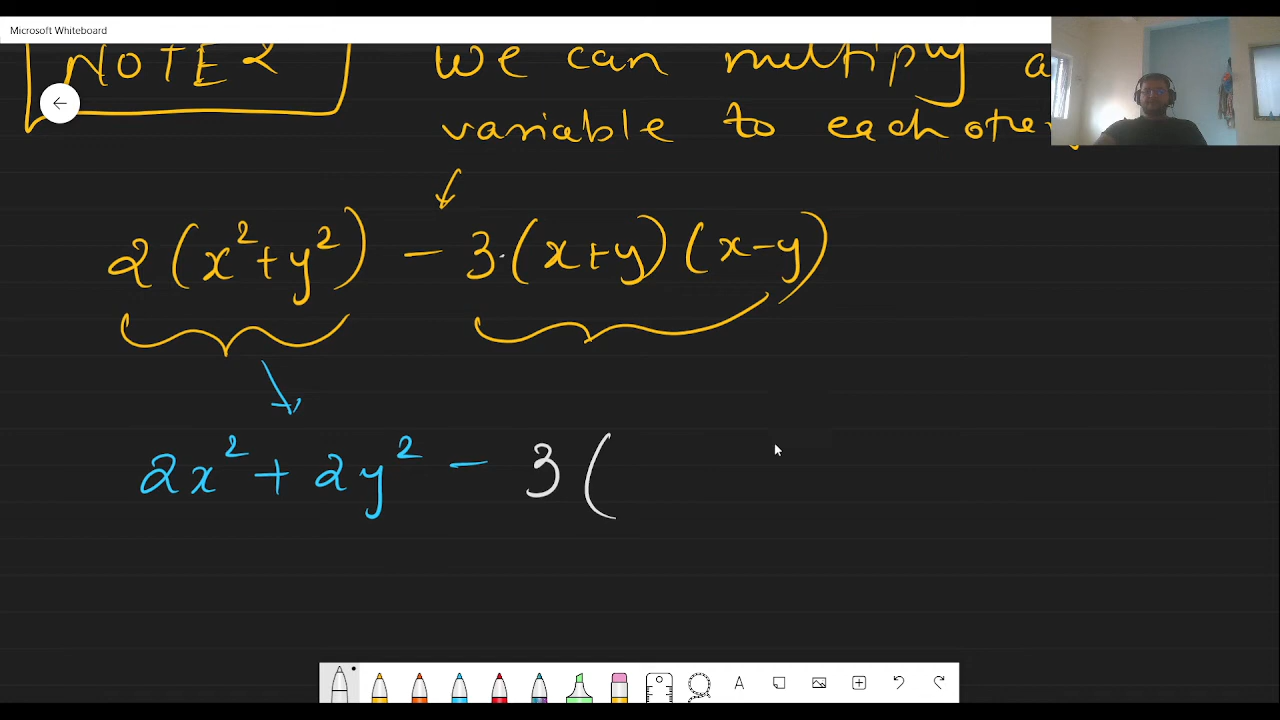 Microsoft Whiteboard
NOTE 2
We can multiply a
variable to each other
2(x²+y²) - 3·(x+y)(x-y)
2x² + 2y² - 3(
A